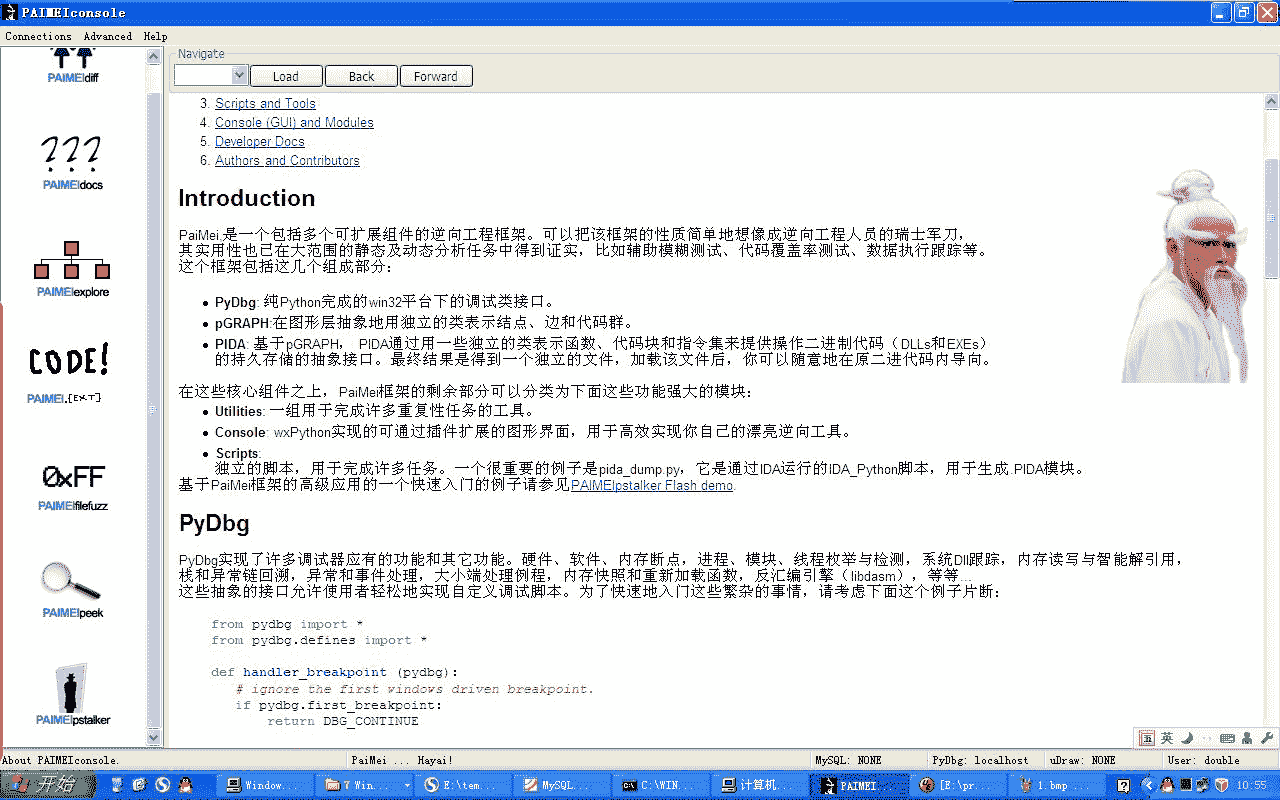 PAIMEIconsole
Connections Advanced Help
Navigate
Load Back Forward
PAIMEIdiff
???
PAIMEIdocs
PAIMEIexplore
CODE!
PAIMEI.[EXT]
0xFF
PAIMEIfilefuzz
PAIMEIpeek
PAIMEIpstalker
3. Scripts and Tools
4. Console (GUI) and Modules
5. Developer Docs
6. Authors and Contributors
Introduction
PaiMei,是一个包括多个可扩展组件的逆向工程框架。可以把该框架的性质简单地想像成逆向工程人员的瑞士军刀，
其实用性也已在大范围的静态及动态分析任务中得到证实，比如辅助模糊测试、代码覆盖率测试、数据执行跟踪等。
这个框架包括这几个组成部分：
• PyDbg: 纯Python完成的win32平台下的调试类接口。
• pGRAPH:在图形层抽象地用独立的类表示结点、边和代码群。
• PIDA: 基于pGRAPH， PIDA通过用一些独立的类表示函数、代码块和指令集来提供操作二进制代码（DLLs和EXEs）
的持久存储的抽象接口。最终结果是得到一个独立的文件，加载该文件后，你可以随意地在原二进代码内导向。
在这些核心组件之上，PaiMei框架的剩余部分可以分类为下面这些功能强大的模块：
• Utilities: 一组用于完成许多重复性任务的工具。
• Console: wxPython实现的可通过插件扩展的图形界面，用于高效实现你自己的漂亮逆向工具。
• Scripts:
独立的脚本，用于完成许多任务。一个很重要的例子是pida_dump.py，它是通过IDA运行的IDA_Python脚本，用于生成.PIDA模块。
基于PaiMei框架的高级应用的一个快速入门的例子请参见PAIMEIpstalker Flash demo.
PyDbg
PyDbg实现了许多调试器应有的功能和其它功能。硬件、软件、内存断点，进程、模块、线程枚举与检测，系统Dll跟踪，内存读写与智能解引用，
栈和异常链回溯，异常和事件处理，大小端处理例程，内存快照和重新加载函数，反汇编引擎（libdasm），等等...
这些抽象的接口允许使用者轻松地实现自定义调试脚本。为了快速地入门这些繁杂的事情，请考虑下面这个例子片断：
from pydbg import *
from pydbg.defines import *
def handler_breakpoint (pydbg):
# ignore the first windows driven breakpoint.
if pydbg.first_breakpoint:
return DBG_CONTINUE
五 英
About PAIMEIconsole. PaiMei ... Hayai! MySQL: NONE PyDbg: localhost uDraw: NONE User: double
开始 Window... 7 Win... E:\tem... MySQL... C:\WIN... 计算机... PAIMEI... [E:\pr... 1.bmp ... 10:55